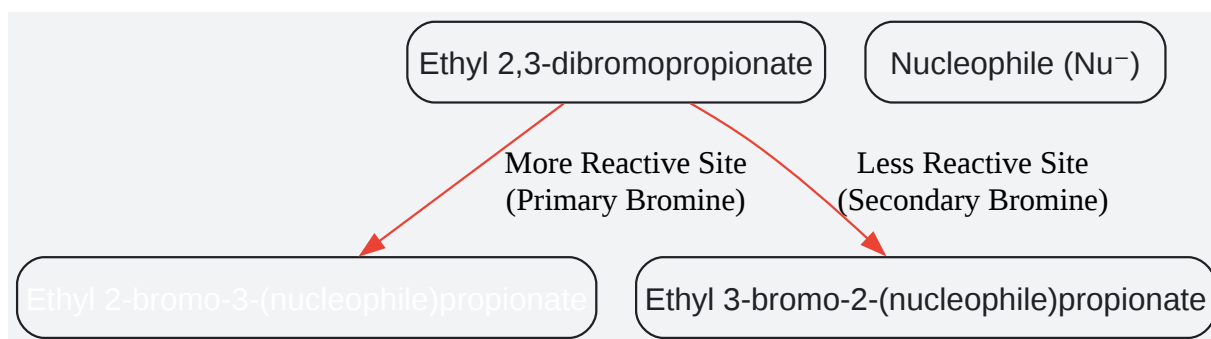 Ethyl 2,3-dibromopropionate
Nucleophile (Nu⁻)
More Reactive Site
(Primary Bromine)
Less Reactive Site
(Secondary Bromine)
Ethyl 2-bromo-3-(nucleophile)propionate
Ethyl 3-bromo-2-(nucleophile)propionate